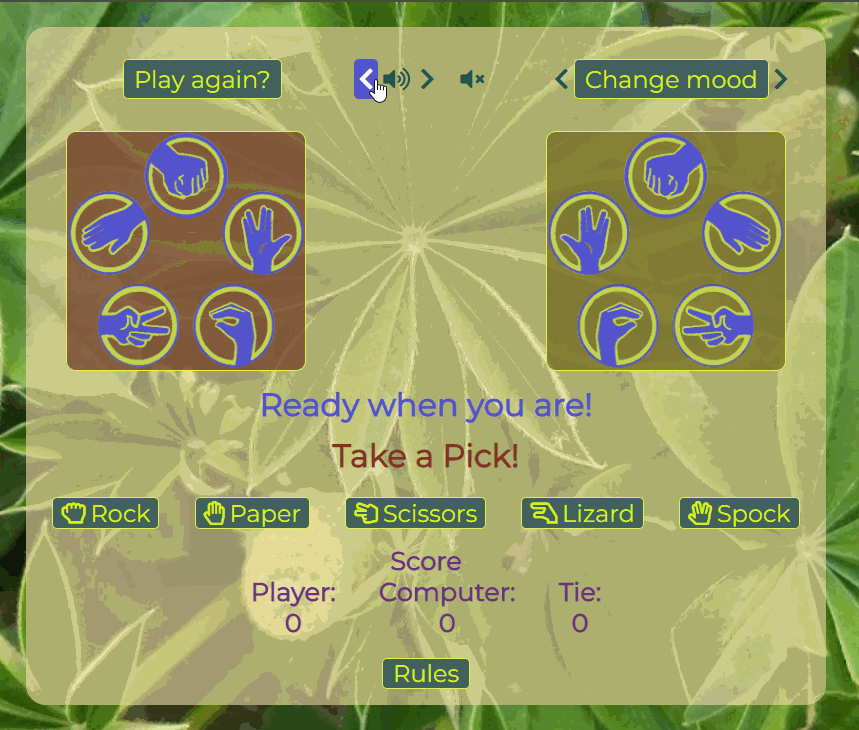 Play again?
Change mood
Ready when you are!
Take a Pick!
Rock
Paper
Scissors
Lizard
Spock
Score
Player: Computer: Tie:
0 0 0
Rules